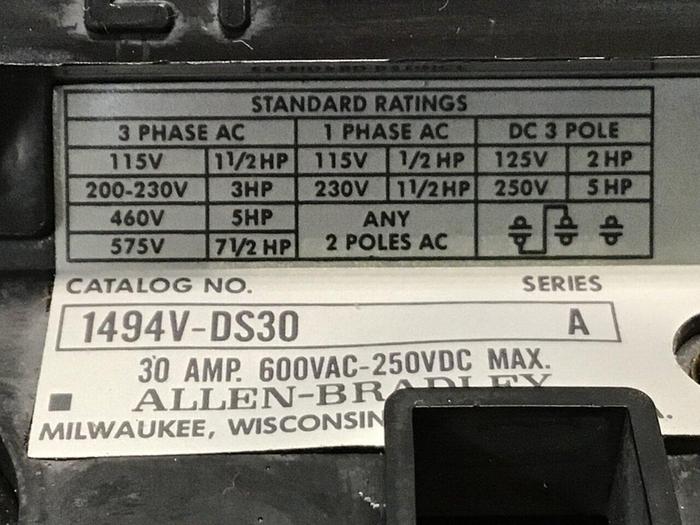 STANDARD RATINGS
3 PHASE AC 1 PHASE AC DC 3 POLE
115V 1 1/2 HP 115V 1/2 HP 125V 2 HP
200-230V 3HP 230V 1 1/2 HP 250V 5 HP
460V 5HP ANY
575V 7 1/2 HP 2 POLES AC
CATALOG NO. SERIES
1494V-DS30 A
30 AMP. 600VAC-250VDC MAX.
ALLEN-BRADLEY
MILWAUKEE, WISCONSIN